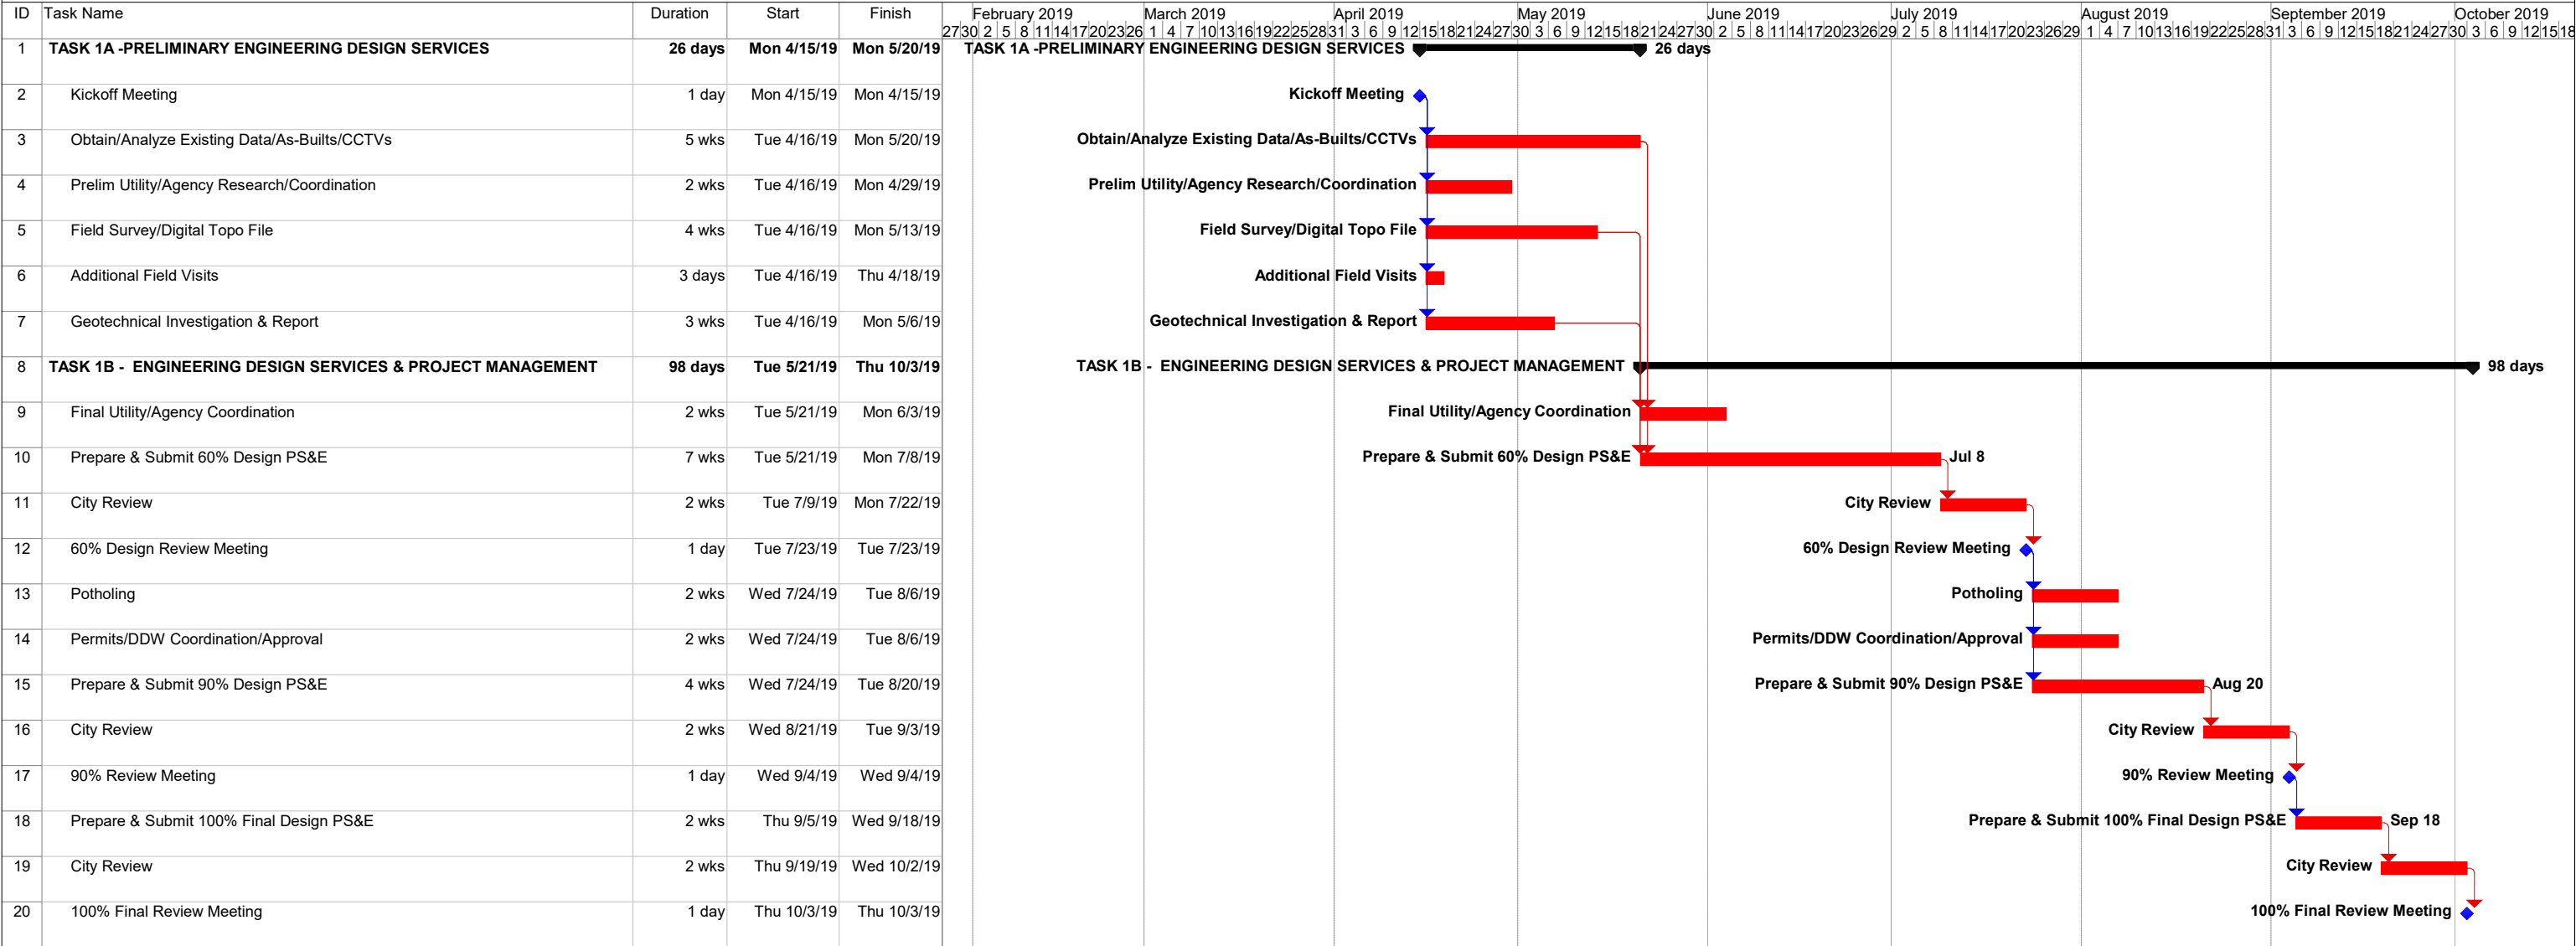 ID Task Name Duration Start Finish February 2019 March 2019 April 2019 May 2019 June 2019 July 2019 August 2019 September 2019 October 2019
27 30 2 5 8 11 14 17 20 23 26 1 4 7 10 13 16 19 22 25 28 31 3 6 9 12 15 18 21 24 27 30 3 6 9 12 15 18 21 24 27 30 2 5 8 11 14 17 20 23 26 29 2 5 8 11 14 17 20 23 26 29 1 4 7 10 13 16 19 22 25 28 31 3 6 9 12 15 18 21 24 27 30 3 6 9 12 15 18
1 TASK 1A -PRELIMINARY ENGINEERING DESIGN SERVICES 26 days Mon 4/15/19 Mon 5/20/19 TASK 1A -PRELIMINARY ENGINEERING DESIGN SERVICES 26 days
2 Kickoff Meeting 1 day Mon 4/15/19 Mon 4/15/19 Kickoff Meeting
3 Obtain/Analyze Existing Data/As-Builts/CCTVs 5 wks Tue 4/16/19 Mon 5/20/19 Obtain/Analyze Existing Data/As-Builts/CCTVs
4 Prelim Utility/Agency Research/Coordination 2 wks Tue 4/16/19 Mon 4/29/19 Prelim Utility/Agency Research/Coordination
5 Field Survey/Digital Topo File 4 wks Tue 4/16/19 Mon 5/13/19 Field Survey/Digital Topo File
6 Additional Field Visits 3 days Tue 4/16/19 Thu 4/18/19 Additional Field Visits
7 Geotechnical Investigation & Report 3 wks Tue 4/16/19 Mon 5/6/19 Geotechnical Investigation & Report
8 TASK 1B - ENGINEERING DESIGN SERVICES & PROJECT MANAGEMENT 98 days Tue 5/21/19 Thu 10/3/19 TASK 1B - ENGINEERING DESIGN SERVICES & PROJECT MANAGEMENT 98 days
9 Final Utility/Agency Coordination 2 wks Tue 5/21/19 Mon 6/3/19 Final Utility/Agency Coordination
10 Prepare & Submit 60% Design PS&E 7 wks Tue 5/21/19 Mon 7/8/19 Prepare & Submit 60% Design PS&E Jul 8
11 City Review 2 wks Tue 7/9/19 Mon 7/22/19 City Review
12 60% Design Review Meeting 1 day Tue 7/23/19 Tue 7/23/19 60% Design Review Meeting
13 Potholing 2 wks Wed 7/24/19 Tue 8/6/19 Potholing
14 Permits/DDW Coordination/Approval 2 wks Wed 7/24/19 Tue 8/6/19 Permits/DDW Coordination/Approval
15 Prepare & Submit 90% Design PS&E 4 wks Wed 7/24/19 Tue 8/20/19 Prepare & Submit 90% Design PS&E Aug 20
16 City Review 2 wks Wed 8/21/19 Tue 9/3/19 City Review
17 90% Review Meeting 1 day Wed 9/4/19 Wed 9/4/19 90% Review Meeting
18 Prepare & Submit 100% Final Design PS&E 2 wks Thu 9/5/19 Wed 9/18/19 Prepare & Submit 100% Final Design PS&E Sep 18
19 City Review 2 wks Thu 9/19/19 Wed 10/2/19 City Review
20 100% Final Review Meeting 1 day Thu 10/3/19 Thu 10/3/19 100% Final Review Meeting